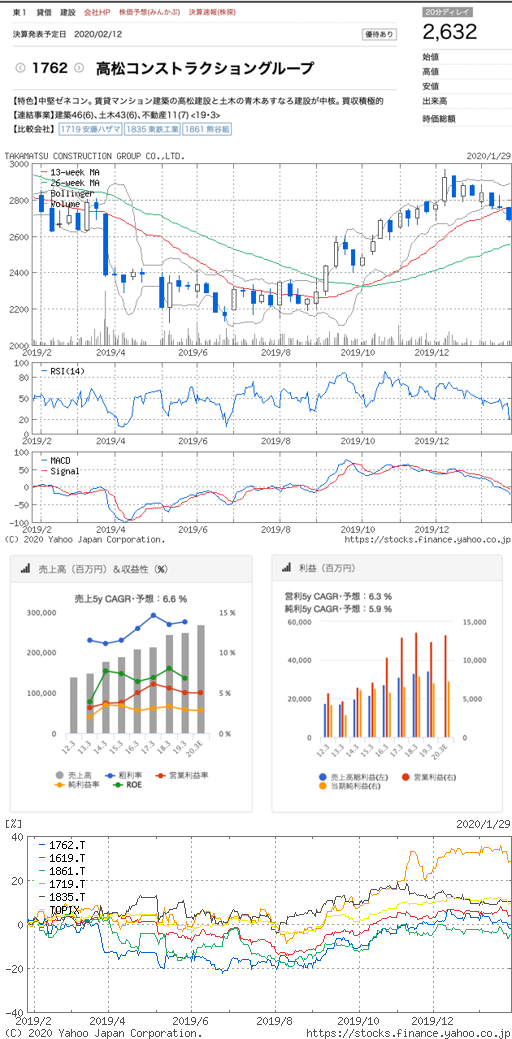 東1 貸借 建設 会社HP 株価予想(みんかぶ) 決算速報(株探)
20分ディレイ
2,632
決算発表予定日 2020/02/12
優待あり
1762 高松コンストラクショングループ
始値
高値
安値
出来高
時価総額
【特色】中堅ゼネコン。賃貸マンション建築の高松建設と土木の青木あすなろ建設が中核。買収積極的
【連結事業】建築46(6)、土木43(6)、不動産11(7) <19・3>
【比較会社】 1719 安藤ハザマ 1835 東鉄工業 1861 熊谷組
TAKAMATSU CONSTRUCTION GROUP CO.,LTD. 2020/1/29
13-week MA
26-week MA
Bollinger
Volume
3000
2800
2600
2400
2200
2000
2019/2 2019/4 2019/6 2019/8 2019/10 2019/12
RSI(14)
100
50
0
2019/2 2019/4 2019/6 2019/8 2019/10 2019/12
MACD
Signal
100
50
0
-50
-100
2019/2 2019/4 2019/6 2019/8 2019/10 2019/12
(C) 2020 Yahoo Japan Corporation. https://stocks.finance.yahoo.co.jp
売上高（百万円）＆収益性（%）
売上5y CAGR・予想：6.6 %
300,000
200,000
100,000
0
15 %
10 %
5 %
0 %
12.3 13.3 14.3 15.3 16.3 17.3 18.3 19.3 20.3E
売上高 粗利率 営業利益率
純利益率 ROE
利益（百万円）
営利5y CAGR・予想：6.3 %
純利5y CAGR・予想：5.9 %
60,000
40,000
20,000
0
15,000
10,000
5,000
0
12.3 13.3 14.3 15.3 16.3 17.3 18.3 19.3 20.3E
売上高総利益(左) 営業利益(右)
当期純利益(右)
[%] 2020/1/29
1762.T
1619.T
1861.T
1719.T
1835.T
TOPIX
40
20
0
-20
-40
2019/2 2019/4 2019/6 2019/8 2019/10 2019/12
(C) 2020 Yahoo Japan Corporation. https://stocks.finance.yahoo.co.jp/